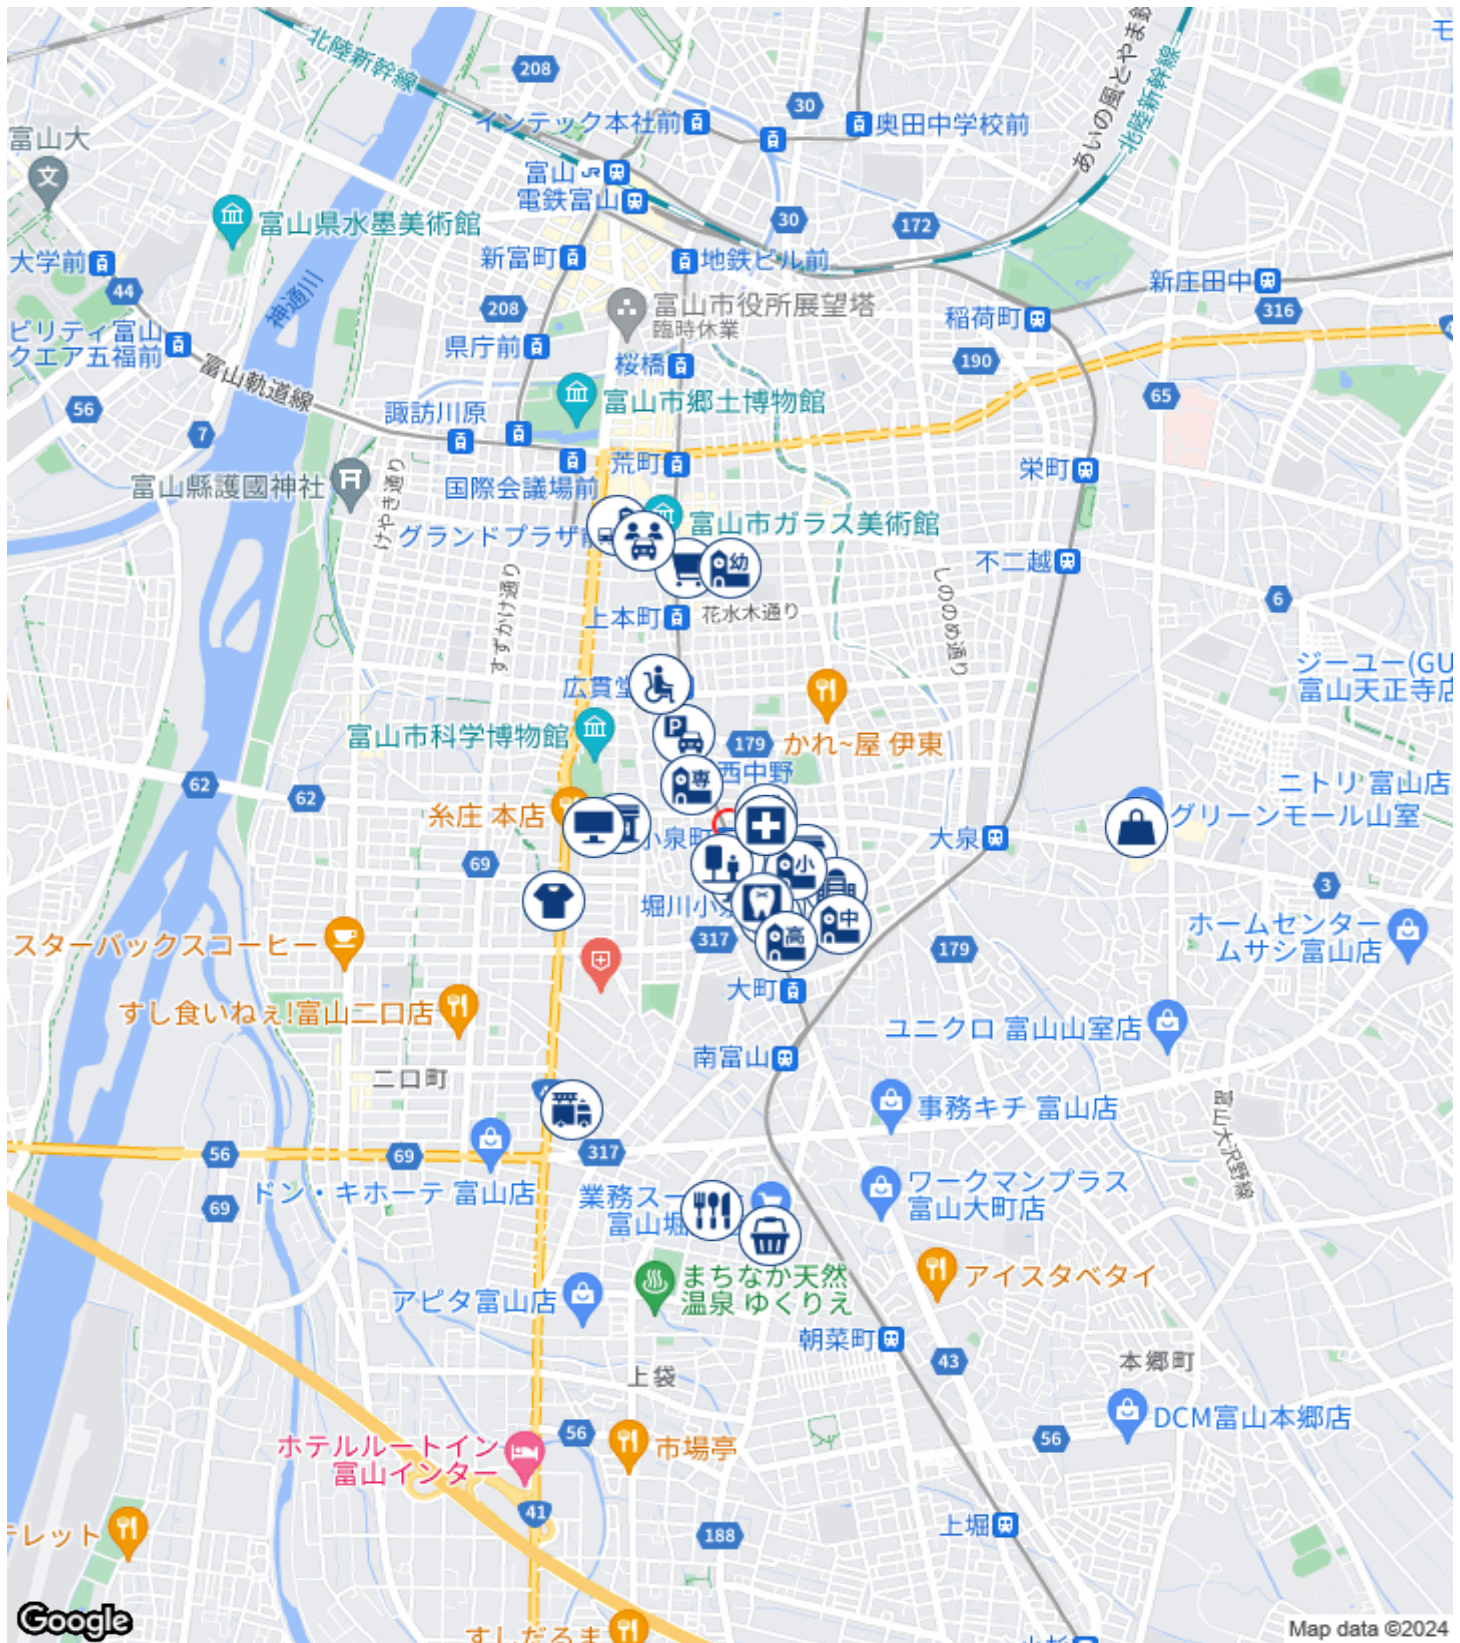 北陸新幹線
208
30
インテック本社前
奥田中学校前
あいの風とやま鉄
北陸新幹線
富山大
文
富山
JR
電鉄富山
30
172
富山県水墨美術館
新富町
地鉄ビル前
大学前
44
神通川
新庄田中
316
208
富山市役所展望塔
臨時休業
稲荷町
ビリティ富山
クエア五福前
県庁前
桜橋
190
富山軌道線
56
7
諏訪川原
富山市郷土博物館
65
荒町
栄町
富山縣護國神社
けやき通り
国際会議場前
グランドプラザ前
富山市ガラス美術館
不二越
幼
すずかけ通り
上本町
花水木通り
しののめ通り
6
ジーユー(GU
富山天正寺店
広貫堂
富山市科学博物館
P
179
かれ~屋 伊東
西中野
専
62
62
ニトリ 富山店
グリーンモール山室
糸庄 本店
小泉町
大泉
69
小
3
堀川小泉
中
高
317
179
スターバックスコーヒー
ホームセンター
ムサシ富山店
大町
すし食いねぇ!富山二口店
ユニクロ 富山山室店
南富山
二口町
事務キチ 富山店
富山大沢野線
56
69
317
69
ドン・キホーテ 富山店
業務スー
富山堀
ワークマンプラス
富山大町店
アピタ富山店
まちなか天然
温泉 ゆくりえ
アイスタベタイ
朝菜町
43
本郷町
上袋
DCM富山本郷店
56
56
市場亭
ホテルルートイン
富山インター
41
188
上堀
レット
Google
すしだるま
Map data ©2024